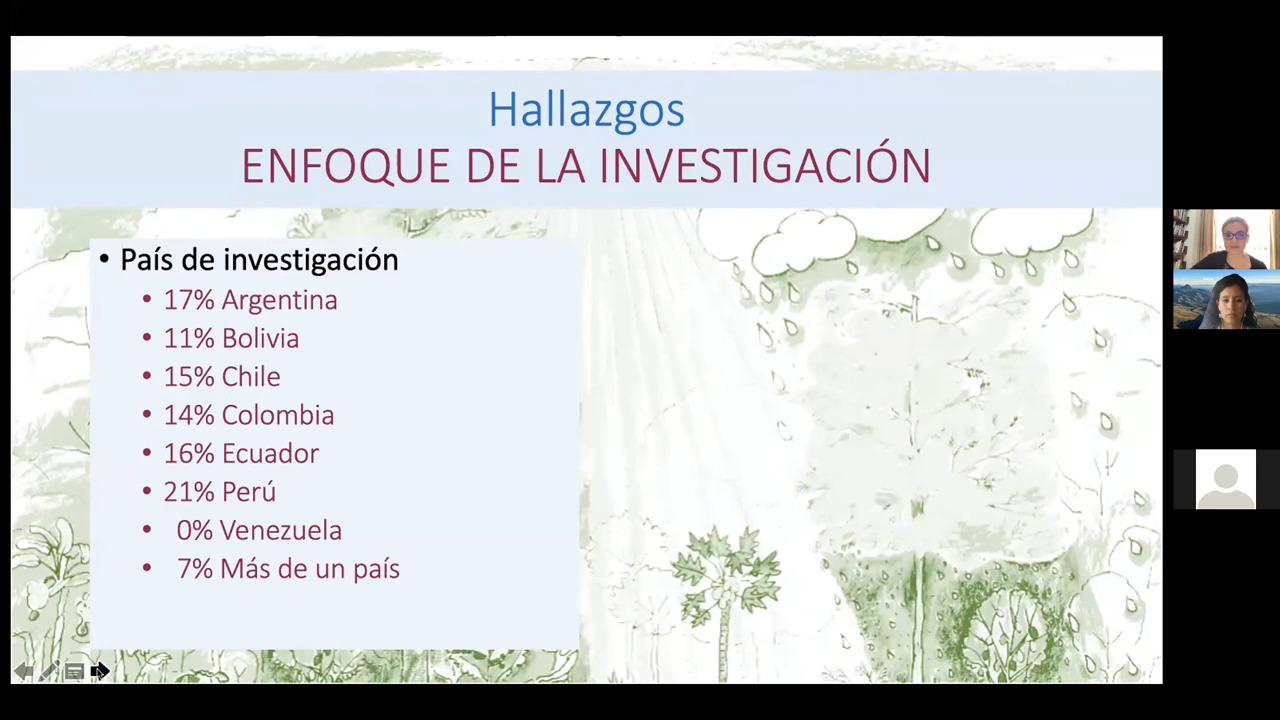 Hallazgos
ENFOQUE DE LA INVESTIGACIÓN
• País de investigación
• 17% Argentina
• 11% Bolivia
• 15% Chile
• 14% Colombia
• 16% Ecuador
• 21% Perú
• 0% Venezuela
• 7% Más de un país